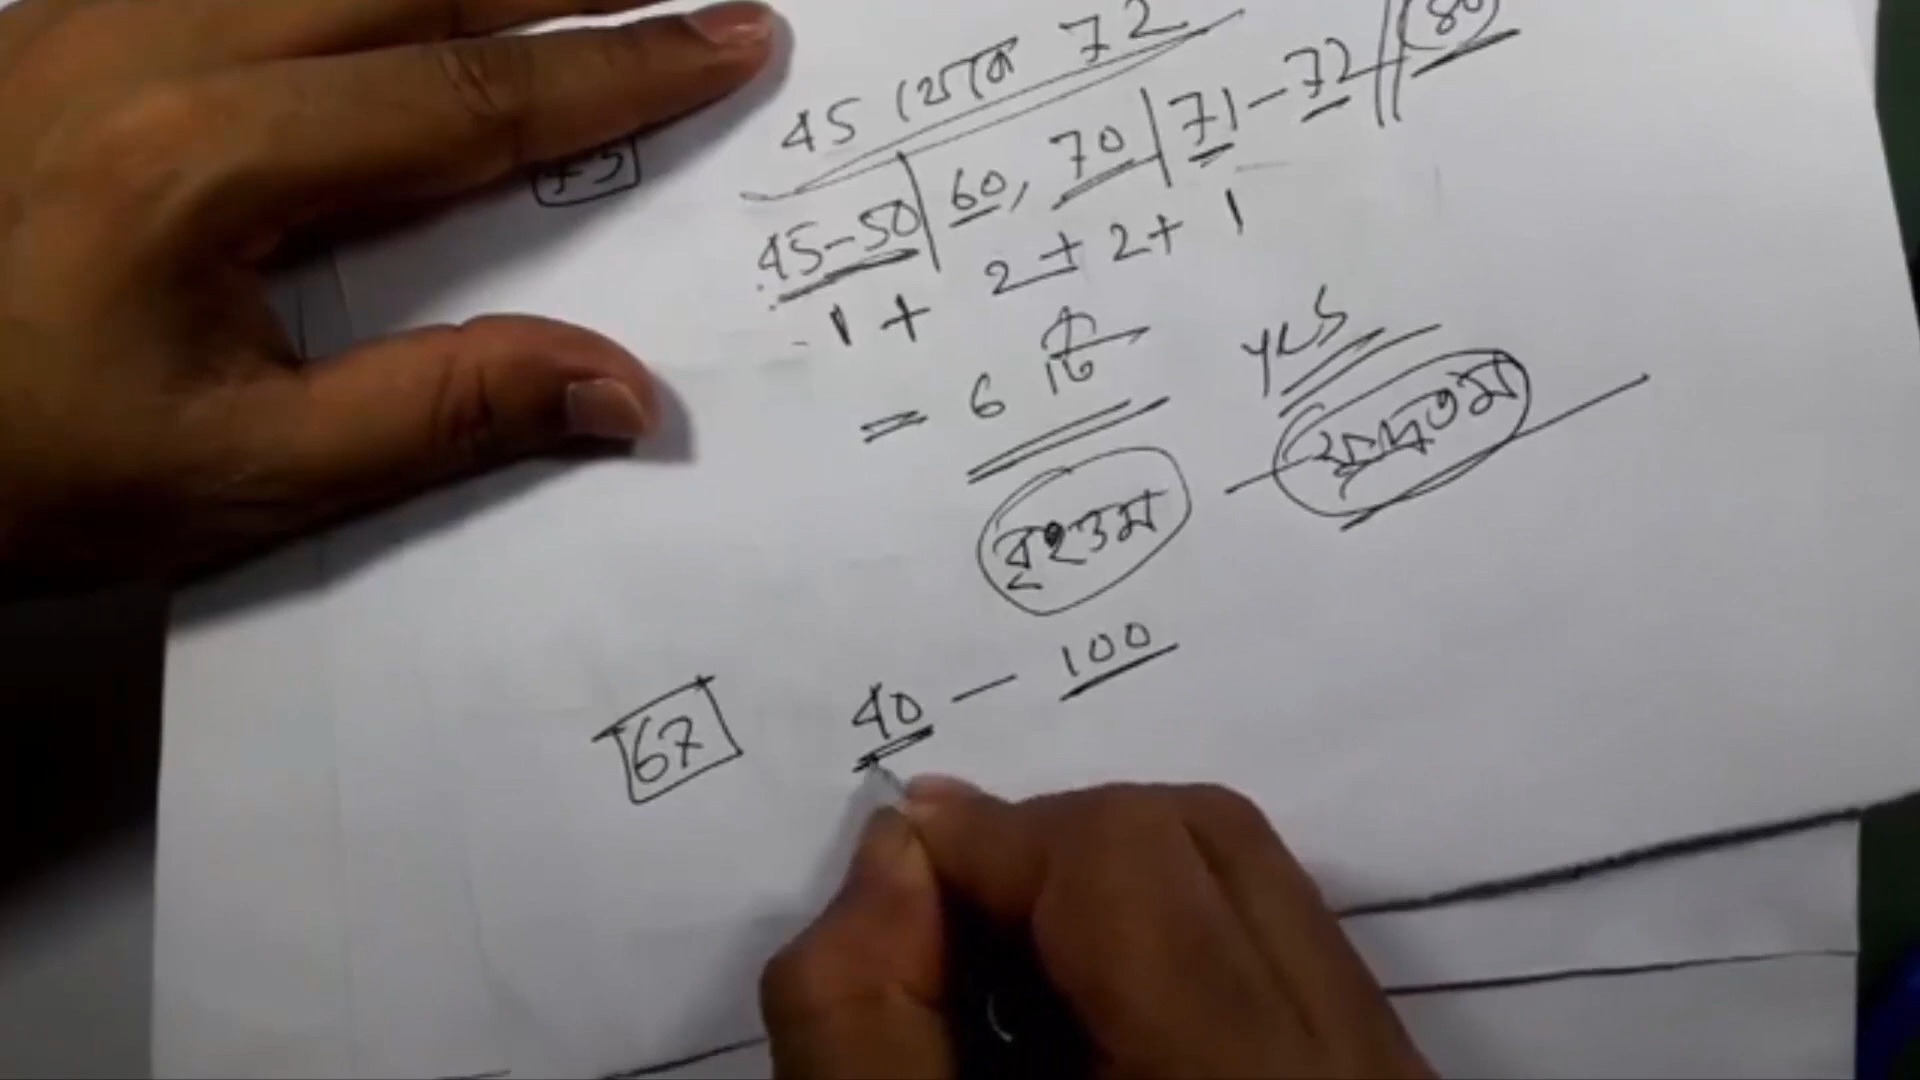 45 থেকে 72
45-50 | 60, 70 | 71-72 ||
1 + 2 + 2 + 1
= 6 টি yes
বৃহত্তম - ক্ষুদ্রতম
67 40 - 100